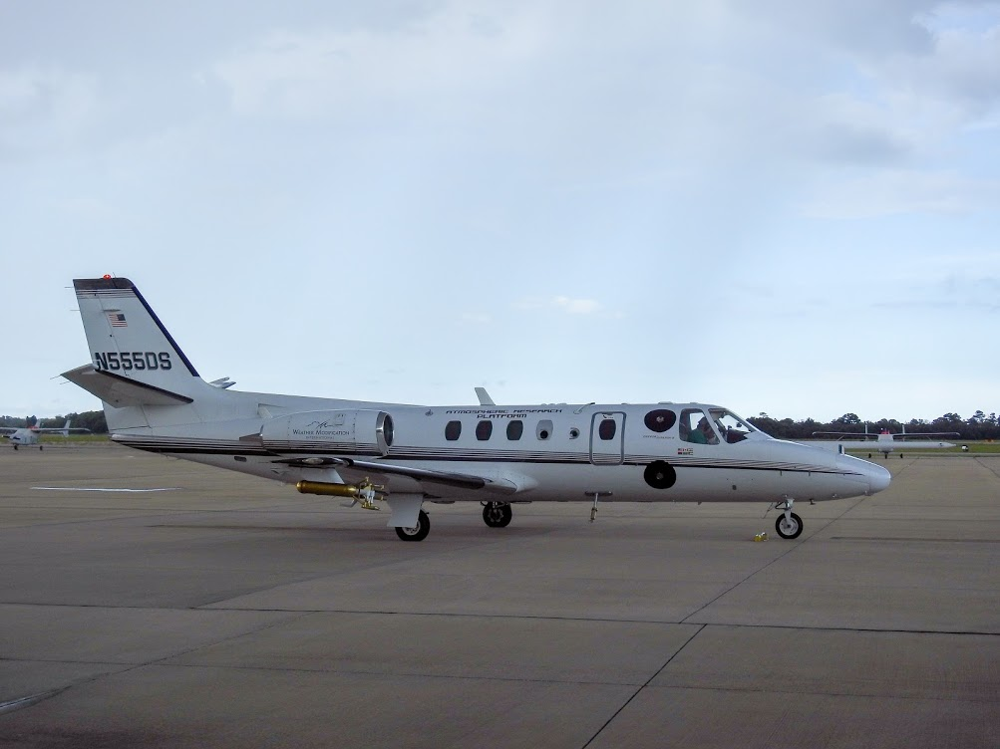 N555DS
ATMOSPHERIC RESEARCH
PLATFORM
WEATHER MODIFICATION